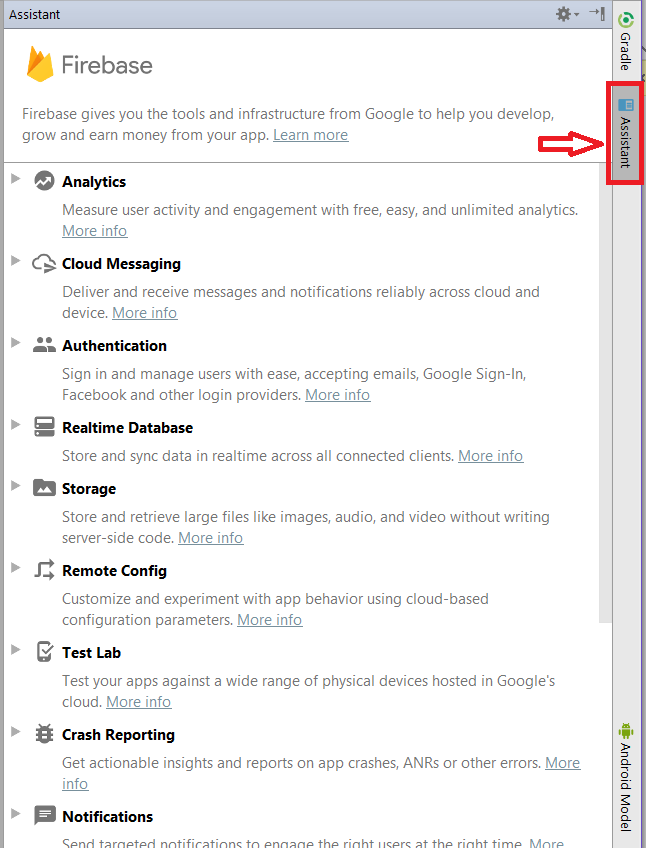 Assistant
Firebase
Firebase gives you the tools and infrastructure from Google to help you develop,
grow and earn money from your app. Learn more
Analytics
Measure user activity and engagement with free, easy, and unlimited analytics.
More info
Cloud Messaging
Deliver and receive messages and notifications reliably across cloud and
device. More info
Authentication
Sign in and manage users with ease, accepting emails, Google Sign-In,
Facebook and other login providers. More info
Realtime Database
Store and sync data in realtime across all connected clients. More info
Storage
Store and retrieve large files like images, audio, and video without writing
server-side code. More info
Remote Config
Customize and experiment with app behavior using cloud-based
configuration parameters. More info
Test Lab
Test your apps against a wide range of physical devices hosted in Google's
cloud. More info
Crash Reporting
Get actionable insights and reports on app crashes, ANRs or other errors. More
info
Notifications
Send targeted notifications to engage the right users at the right time. More
Gradle
Assistant
Android Model